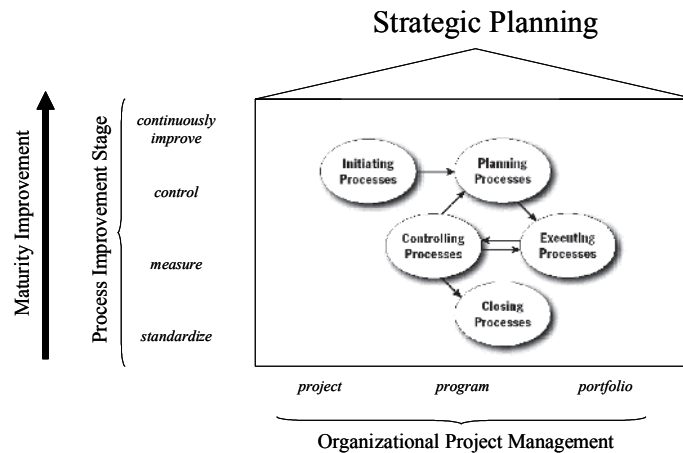 Strategic Planning
Maturity Improvement
Process Improvement Stage
continuously
improve
control
measure
standardize
Initiating
Processes
Planning
Processes
Controlling
Processes
Executing
Processes
Closing
Processes
project program portfolio
Organizational Project Management